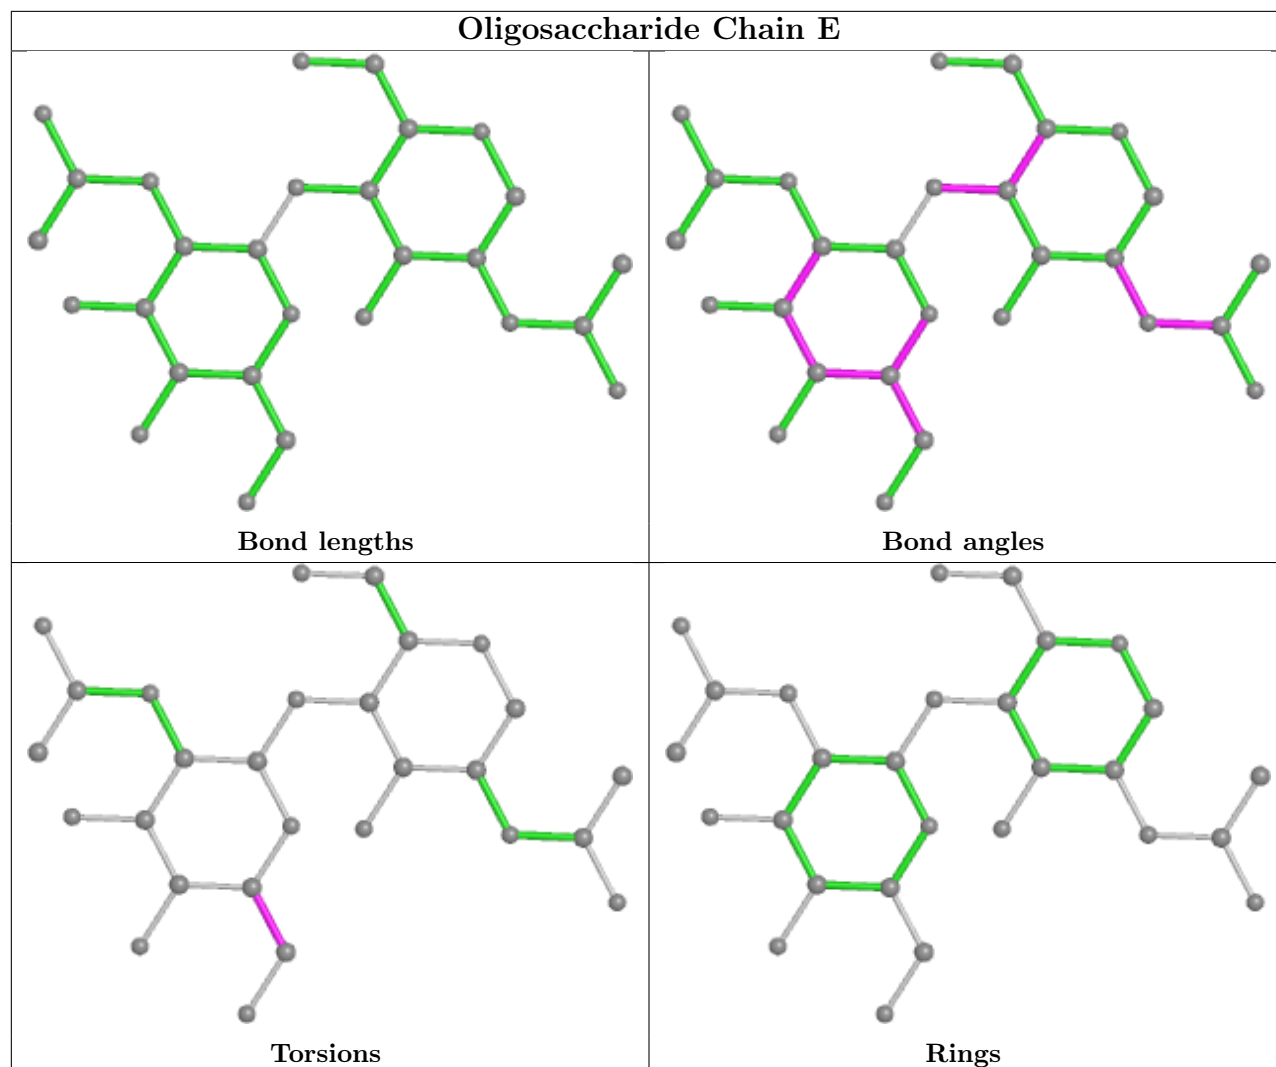 Oligosaccharide Chain E
Bond lengths
Bond angles
Torsions
Rings